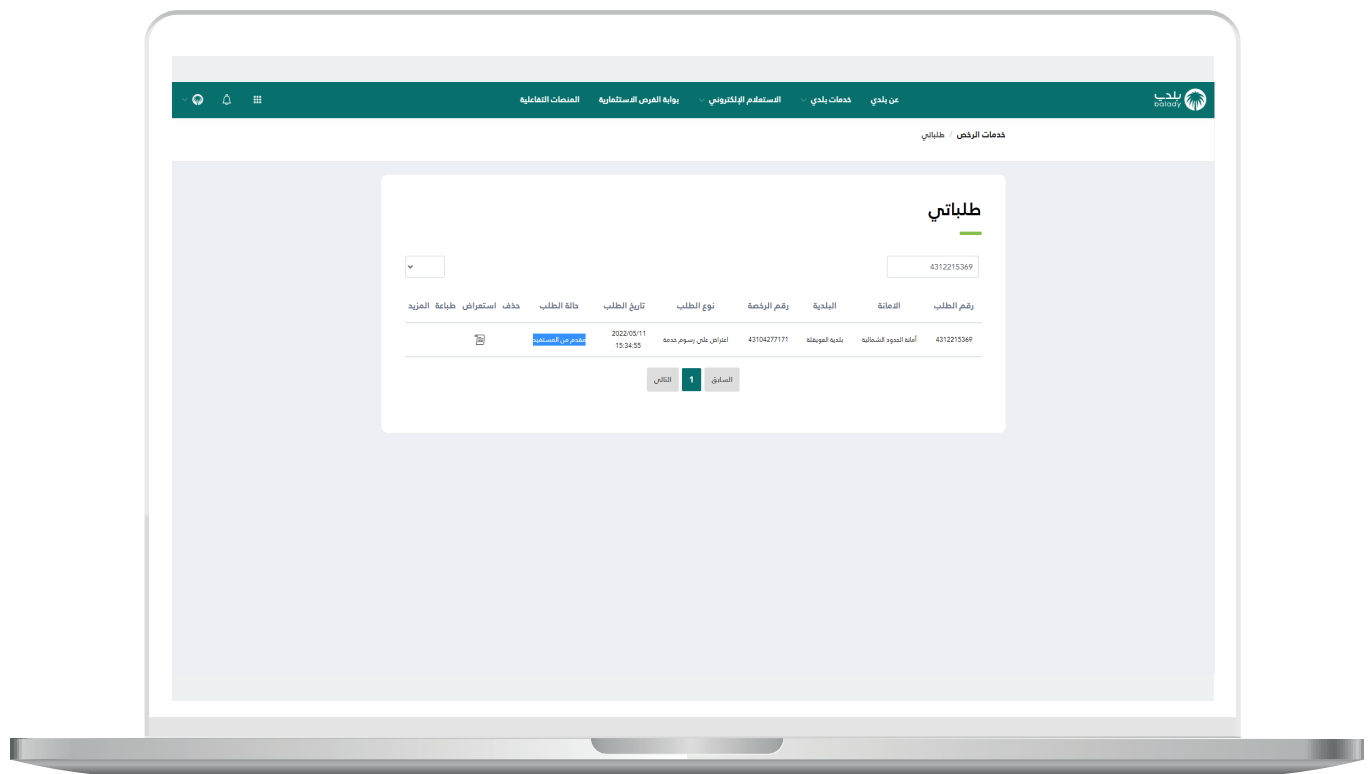 بلدي
balady
عن بلدي خدمات بلدي الاستعلام الإلكتروني بوابة الفرص الاستثمارية المنصات التفاعلية
خدمات الرخص / طلباتي
طلباتي
4312215369
رقم الطلب الامانة البلدية رقم الرخصة نوع الطلب تاريخ الطلب حالة الطلب حذف استعراض طباعة المزيد
4312215369 أمانة الحدود الشمالية بلدية العويقلة 43104277171 اعتراض على رسوم خدمة 2022/05/11 15:34:55 مقدم من المستفيد
السابق 1 التالي